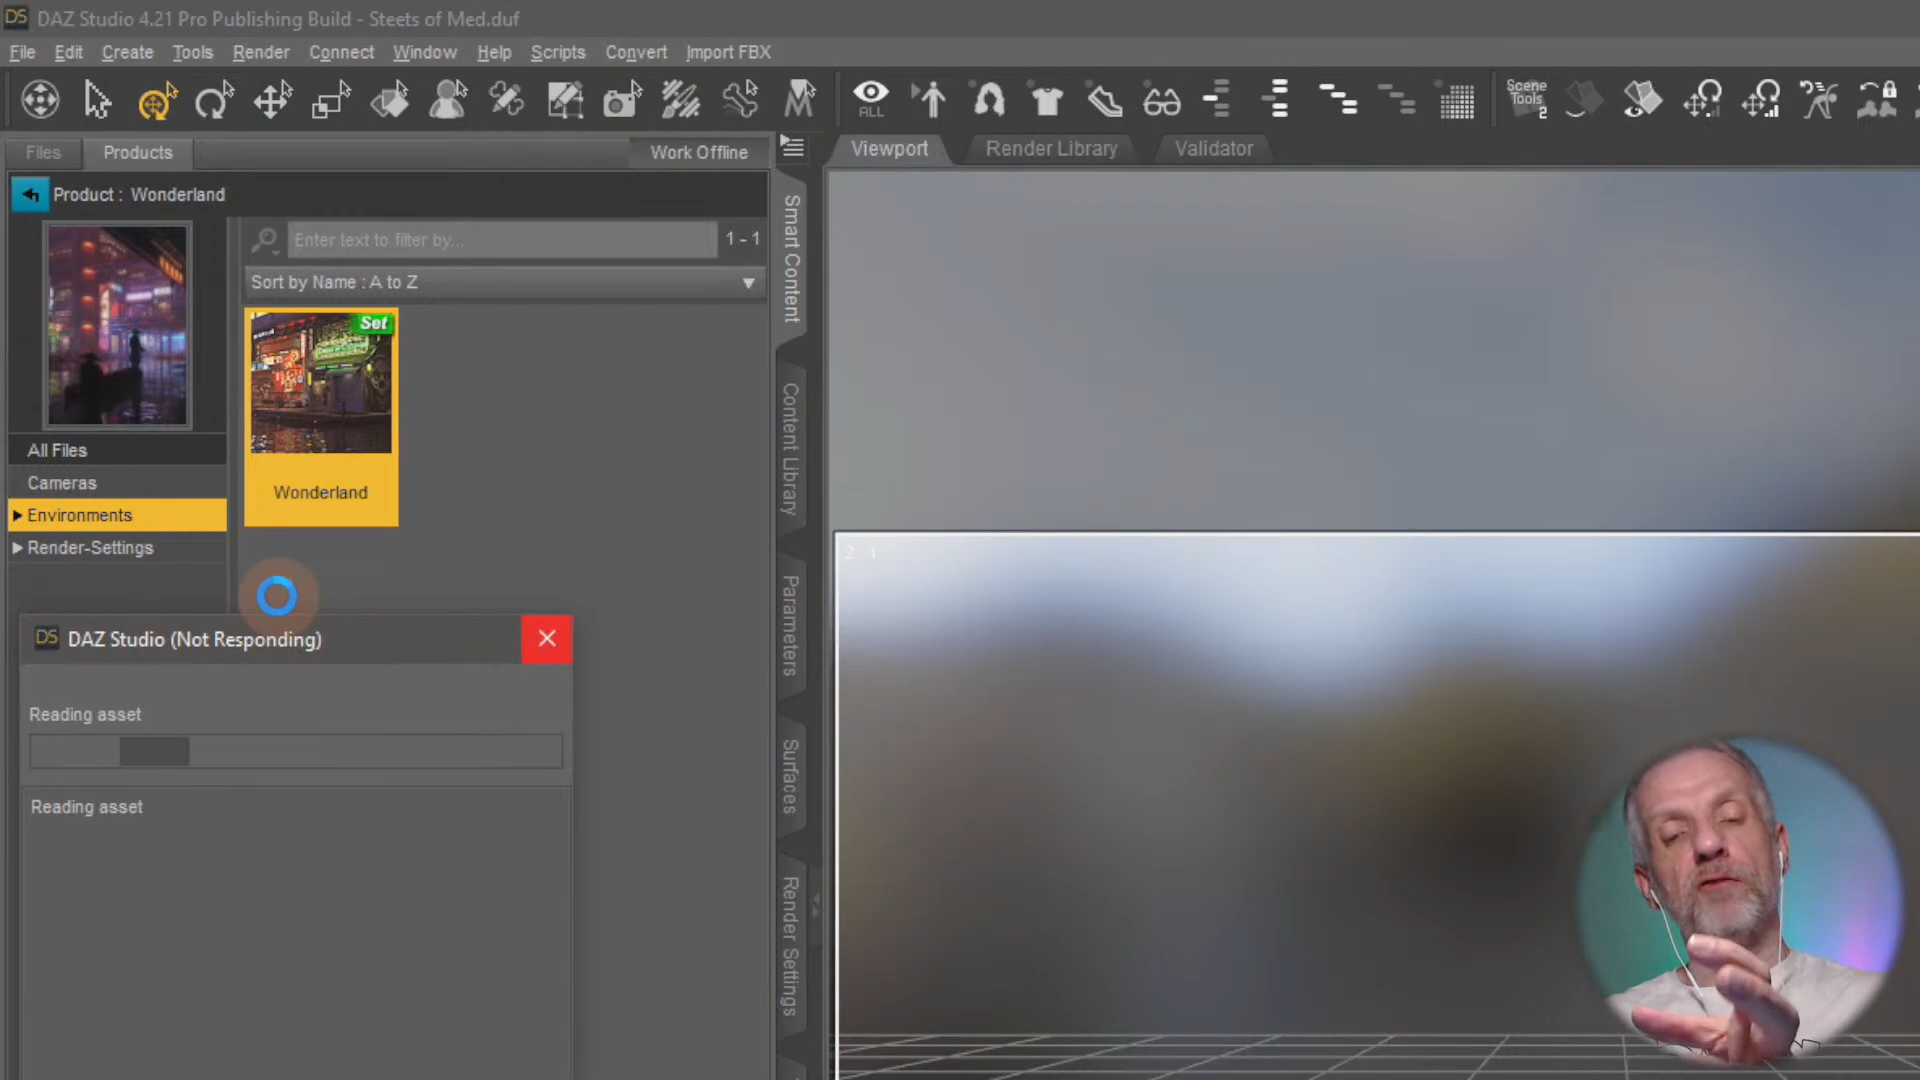 DS DAZ Studio 4.21 Pro Publishing Build - Steets of Med.duf
File Edit Create Tools Render Connect Window Help Scripts Convert Import FBX
ALL
Scene
Tools
2
Files Products Work Offline
Viewport Render Library Validator
Product : Wonderland
Enter text to filter by... 1 - 1
Sort by Name : A to Z
Set
Wonderland
All Files
Cameras
Environments
Render-Settings
DS DAZ Studio (Not Responding)
Reading asset
Reading asset
Smart Content
Content Library
Parameters
Surfaces
Render Settings